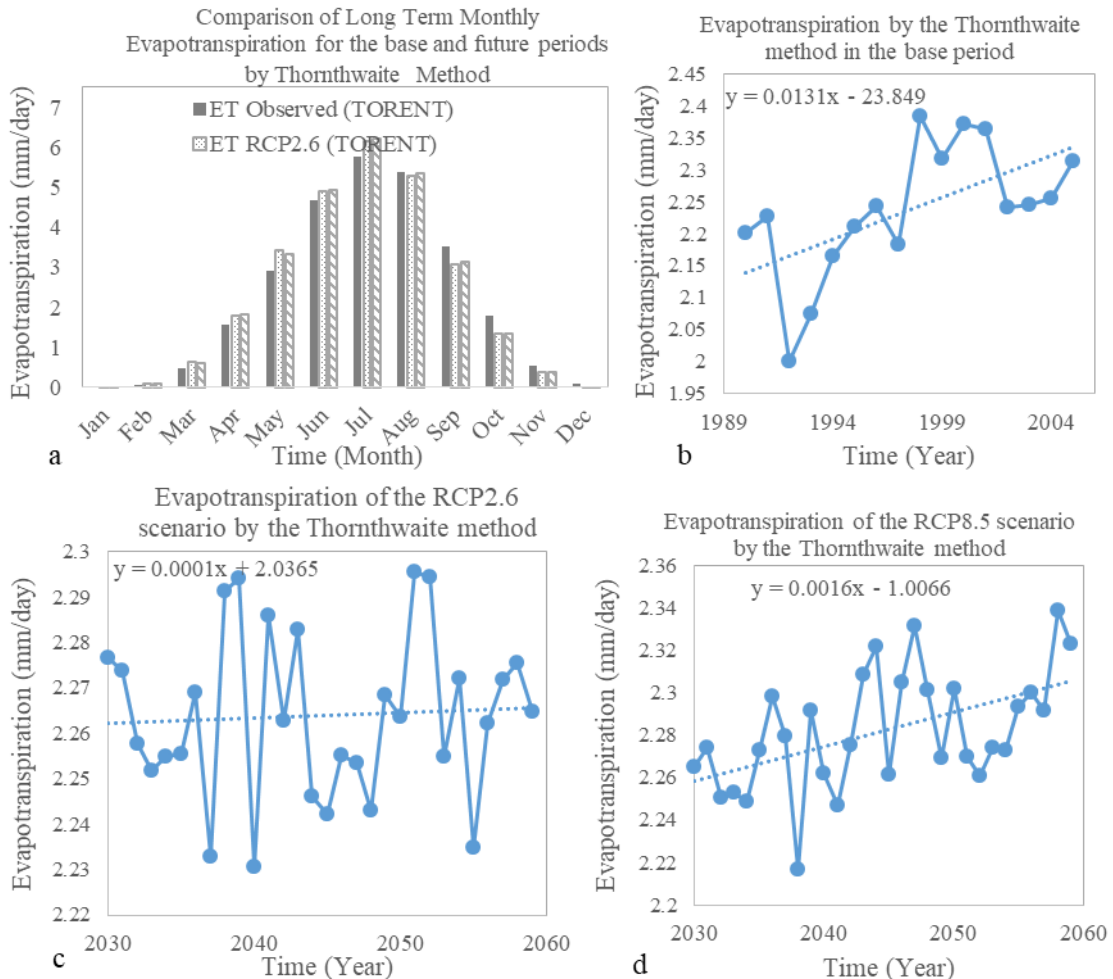 Comparison of Long Term Monthly
Evapotranspiration for the base and future periods
by Thornthwaite Method
Evapotranspiration (mm/day)
7
6
5
4
3
2
1
0
ET Observed (TORENT)
ET RCP2.6 (TORENT)
Jan Feb Mar Apr May Jun Jul Aug Sep Oct Nov Dec
Time (Month)
a
Evapotranspiration by the Thornthwaite
method in the base period
Evapotranspiration (mm/day)
2.45
2.4
2.35
2.3
2.25
2.2
2.15
2.1
2.05
2
1.95
y = 0.0131x - 23.849
1989 1994 1999 2004
Time (Year)
b
Evapotranspiration of the RCP2.6
scenario by the Thornthwaite method
Evapotranspiration (mm/day)
2.3
2.29
2.28
2.27
2.26
2.25
2.24
2.23
2.22
y = 0.0001x + 2.0365
2030 2040 2050 2060
Time (Year)
c
Evapotranspiration of the RCP8.5 scenario
by the Thornthwaite method
Evapotranspiration (mm/day)
2.36
2.34
2.32
2.3
2.28
2.26
2.24
2.22
2.2
y = 0.0016x - 1.0066
2030 2040 2050 2060
Time (Year)
d